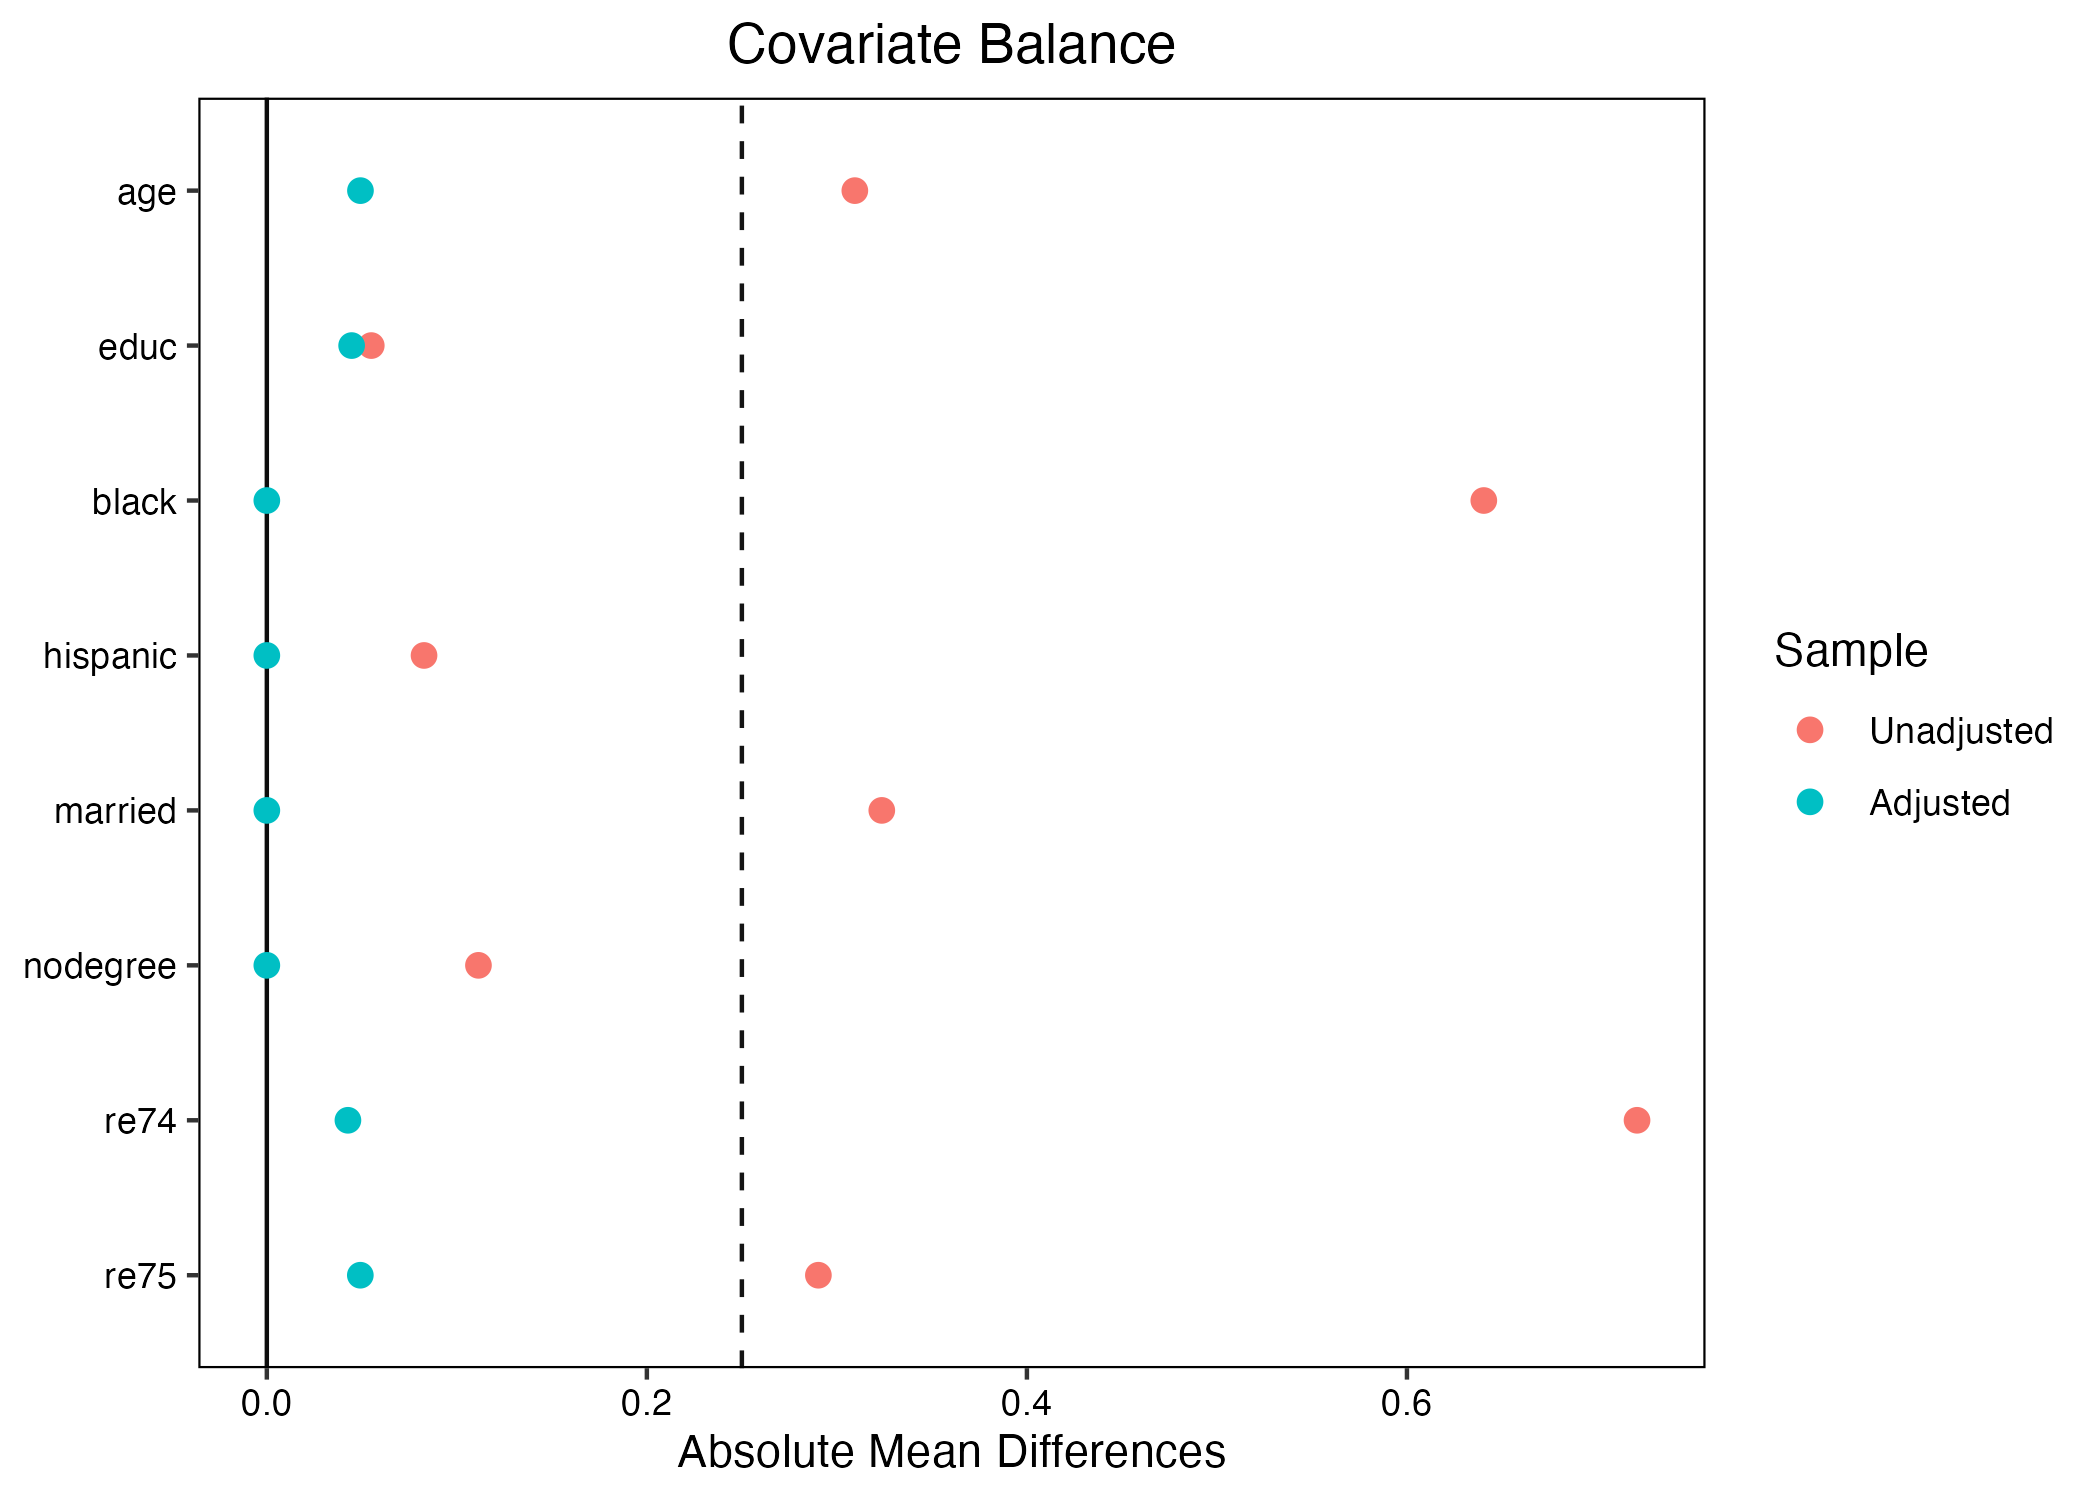 Covariate Balance
age
educ
black
hispanic
married
nodegree
re74
re75
0.0 0.2 0.4 0.6
Absolute Mean Differences
Sample
Unadjusted
Adjusted